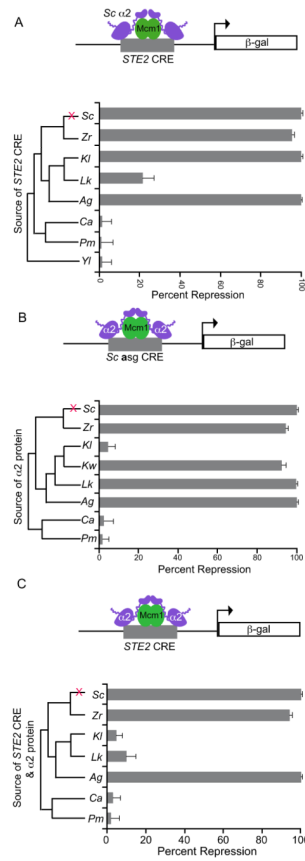 A
Sc α2
Mcm1
STE2 CRE
β-gal
Source of STE2 CRE
Sc
Zr
Kl
Lk
Ag
Ca
Pm
Yl
0 20 40 60 80 100
Percent Repression
B
α2 Mcm1 α2
Sc asg CRE
β-gal
Source of α2 protein
Sc
Zr
Kl
Kw
Lk
Ag
Ca
Pm
0 20 40 60 80 100
Percent Repression
C
α2 Mcm1 α2
STE2 CRE
β-gal
Source of STE2 CRE
& α2 protein
Sc
Zr
Kl
Lk
Ag
Ca
Pm
0 20 40 60 80 100
Percent Repression